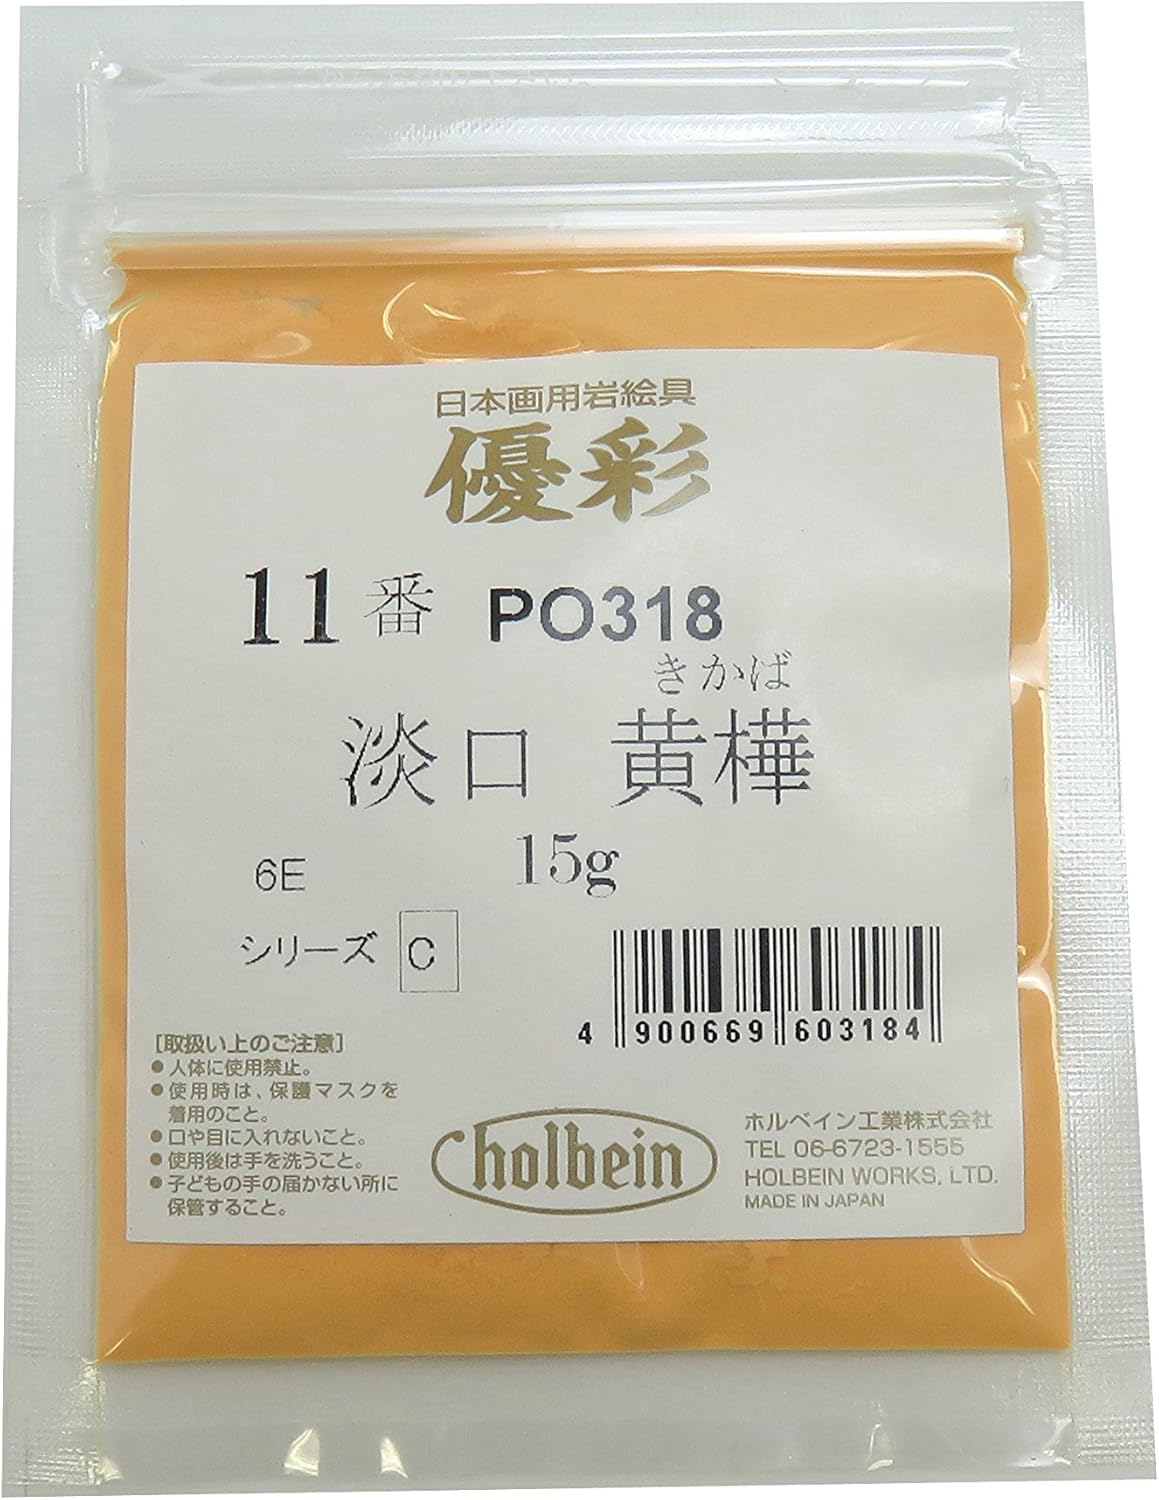 日本画用岩絵具
優彩
11番 PO318
きかば
淡口 黄樺
15g
6E
シリーズ C
4 900669 603184
[取扱い上のご注意]
●人体に使用禁止。
●使用時は、保護マスクを
着用のこと。
●口や目に入れないこと。
●使用後は手を洗うこと。
●子どもの手の届かない所に
保管すること。
holbein
ホルベイン工業株式会社
TEL 06-6723-1555
HOLBEIN WORKS, LTD.
MADE IN JAPAN